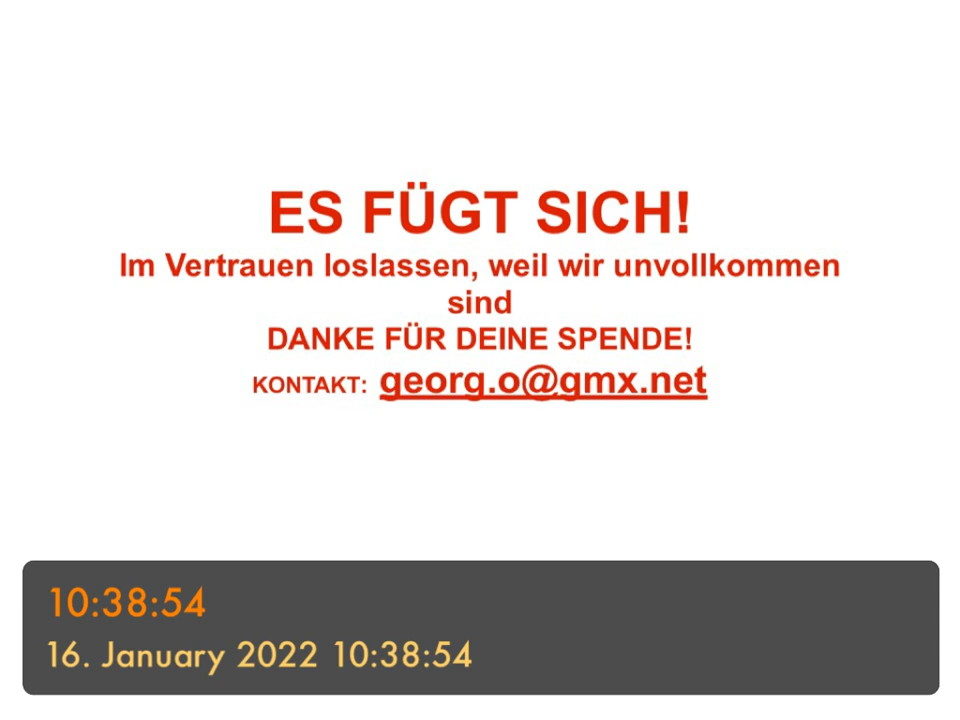 ES FÜGT SICH!
Im Vertrauen loslassen, weil wir unvollkommen
sind
DANKE FÜR DEINE SPENDE!
KONTAKT: georg.o@gmx.net
10:38:54
16. January 2022 10:38:54